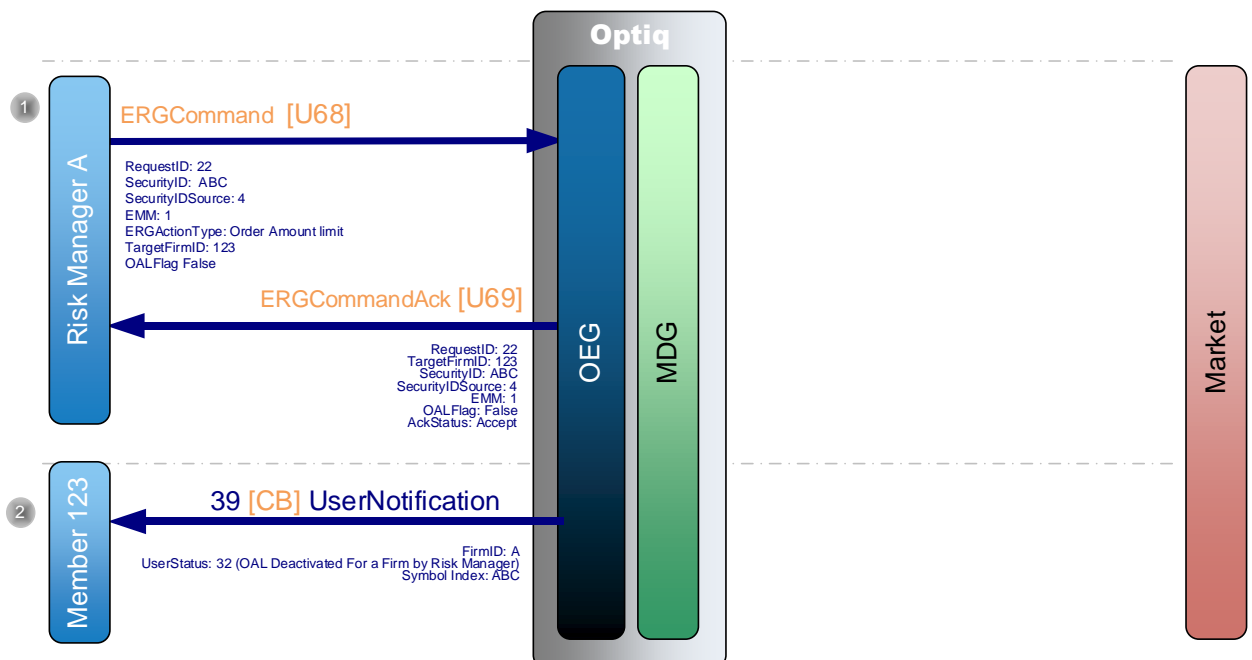 Optiq
1
Risk Manager A
ERGCommand [U68]
RequestID: 22
SecurityID: ABC
SecurityIDSource: 4
EMM: 1
ERGActionType: Order Amount limit
TargetFirmID: 123
OALFlag False
ERGCommandAck [U69]
RequestID: 22
TargetFirmID: 123
SecurityID: ABC
SecurityIDSource: 4
EMM: 1
OALFlag: False
AckStatus: Accept
OEG
MDG
Market
2
Member 123
39 [CB] UserNotification
FirmID: A
UserStatus: 32 (OAL Deactivated For a Firm by Risk Manager)
Symbol Index: ABC